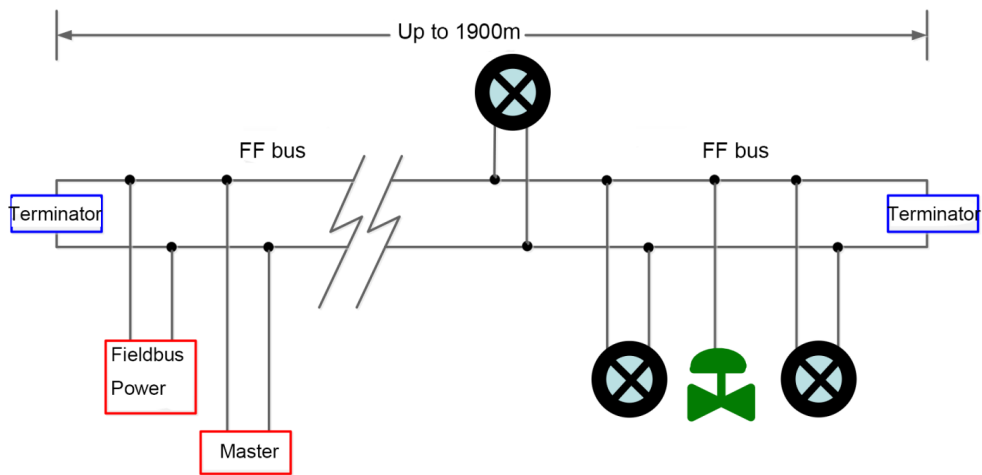 Up to 1900m
FF bus
FF bus
Terminator
Terminator
Fieldbus
Power
Master